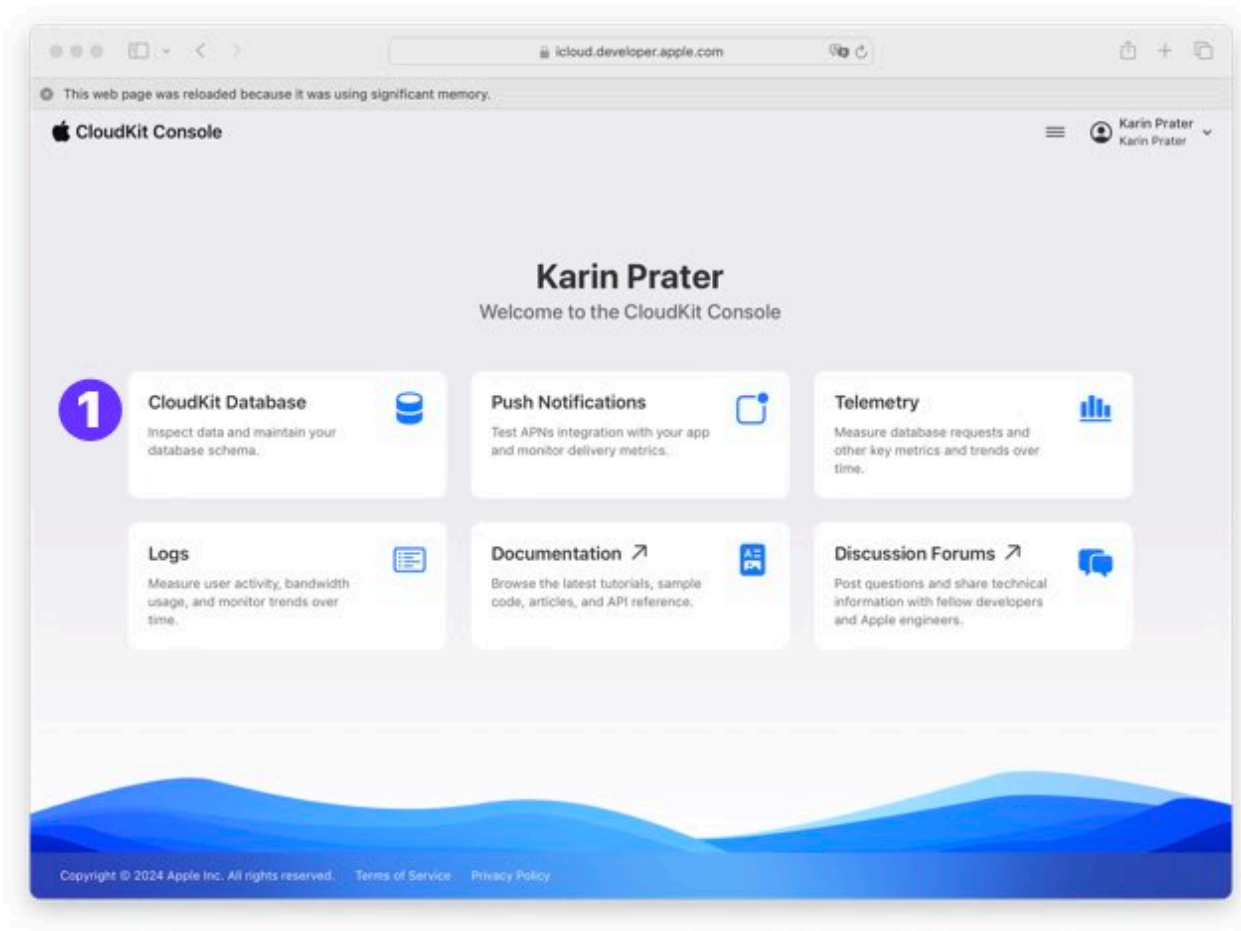 icloud.developer.apple.com
This web page was reloaded because it was using significant memory.
CloudKit Console
Karin Prater
Karin Prater
Karin Prater
Welcome to the CloudKit Console
1
CloudKit Database
Inspect data and maintain your
database schema.
Push Notifications
Test APNs integration with your app
and monitor delivery metrics.
Telemetry
Measure database requests and
other key metrics and trends over
time.
Logs
Measure user activity, bandwidth
usage, and monitor trends over
time.
Documentation
Browse the latest tutorials, sample
code, articles, and API reference.
Discussion Forums
Post questions and share technical
information with fellow developers
and Apple engineers.
Copyright © 2024 Apple Inc. All rights reserved. Terms of Service Privacy Policy